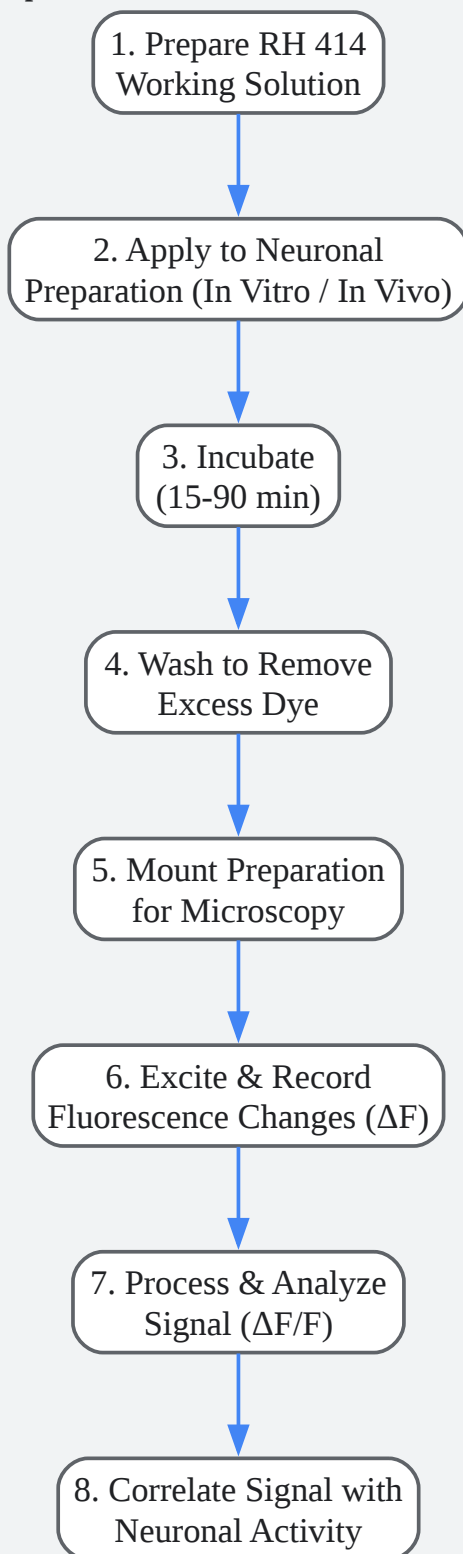 1. Prepare RH 414
Working Solution
2. Apply to Neuronal
Preparation (In Vitro / In Vivo)
3. Incubate
(15-90 min)
4. Wash to Remove
Excess Dye
5. Mount Preparation
for Microscopy
6. Excite & Record
Fluorescence Changes (ΔF)
7. Process & Analyze
Signal (ΔF/F)
8. Correlate Signal with
Neuronal Activity